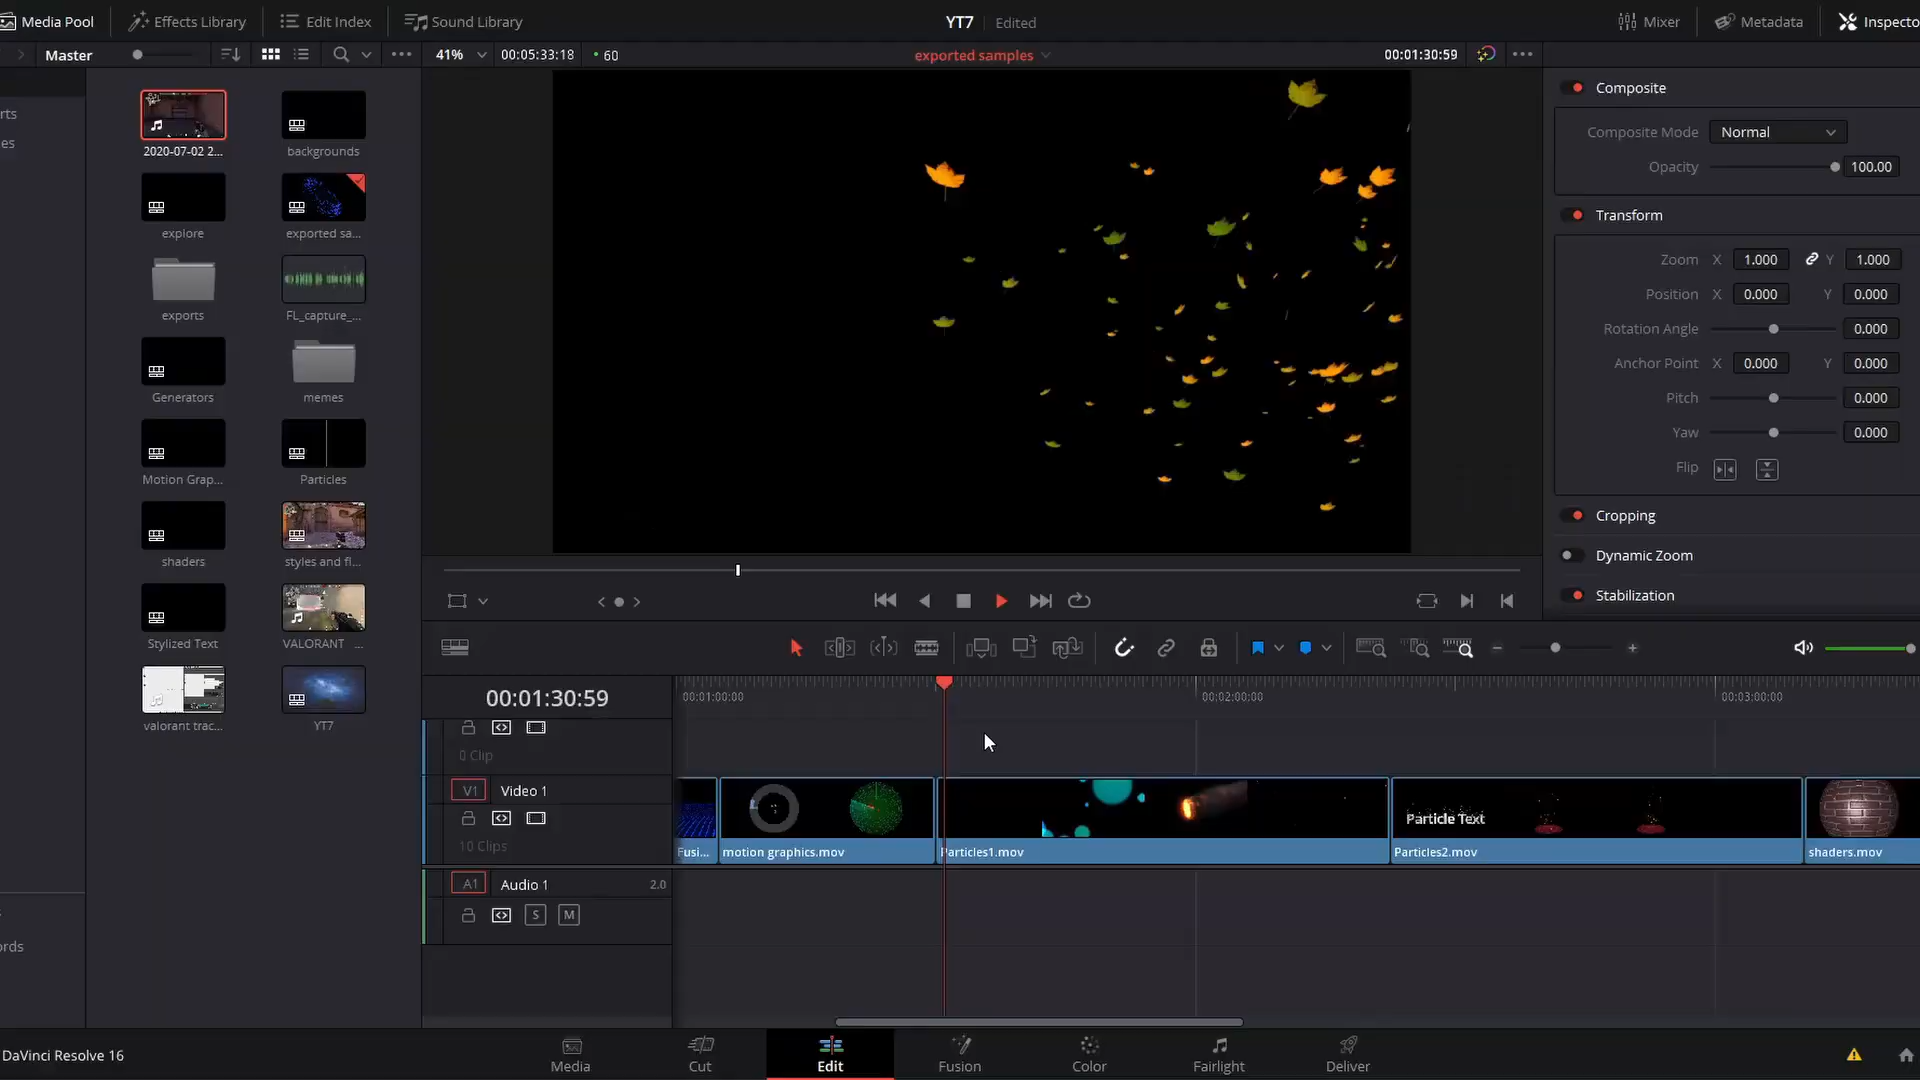 Media Pool
Effects Library
Edit Index
Sound Library
YT7
Edited
Mixer
Metadata
Inspecto
Master
41%
00:05:33:18
60
exported samples
00:01:30:59
rts
es
2020-07-02 2...
backgrounds
explore
exported sa...
exports
FL_capture_...
Generators
memes
Motion Grap...
Particles
shaders
styles and fl...
Stylized Text
VALORANT ...
valorant trac...
YT7
ords
Composite
Composite Mode
Normal
Opacity
100.00
Transform
Zoom X 1.000 Y 1.000
Position X 0.000 Y 0.000
Rotation Angle 0.000
Anchor Point X 0.000 Y 0.000
Pitch 0.000
Yaw 0.000
Flip
Cropping
Dynamic Zoom
Stabilization
00:01:30:59
00:01:00:00
00:02:00:00
00:03:00:00
0 Clip
V1 Video 1
10 Clips
Particle Text
Fusi...
motion graphics.mov
Particles1.mov
Particles2.mov
shaders.mov
A1 Audio 1 2.0
S M
DaVinci Resolve 16
Media
Cut
Edit
Fusion
Color
Fairlight
Deliver